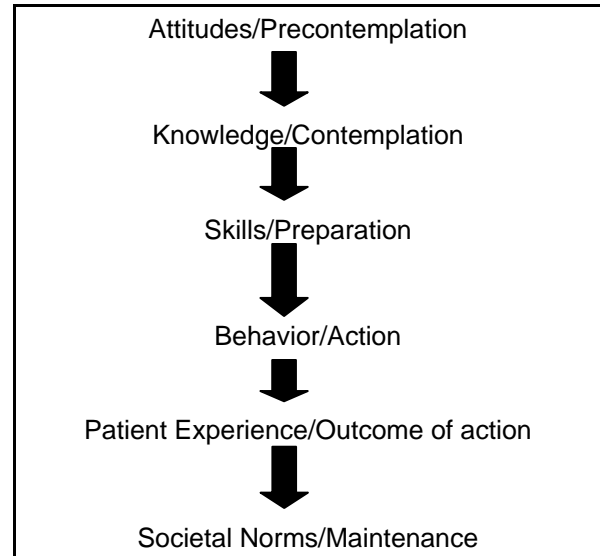 Attitudes/Precontemplation
Knowledge/Contemplation
Skills/Preparation
Behavior/Action
Patient Experience/Outcome of action
Societal Norms/Maintenance